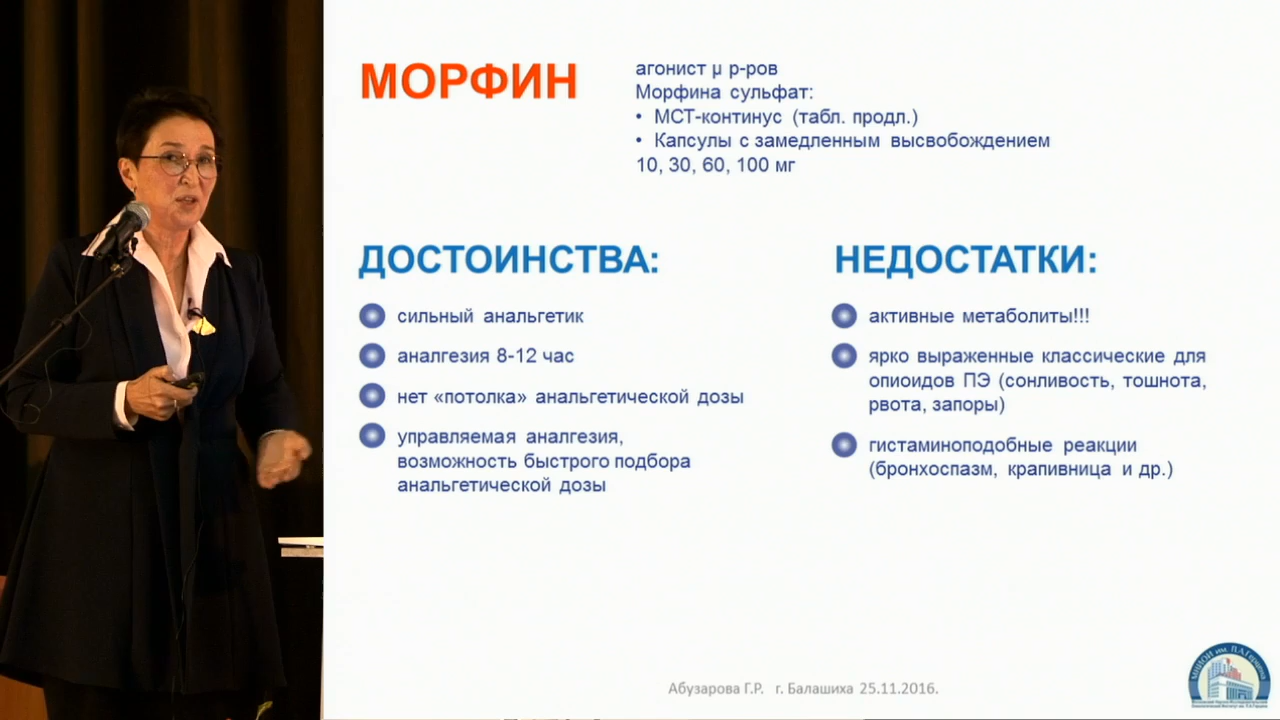 МОРФИН
агонист µ р-ров
Морфина сульфат:
• МСТ-континус (табл. продл.)
• Капсулы с замедленным высвобождением
10, 30, 60, 100 мг
ДОСТОИНСТВА:
сильный анальгетик
аналгезия 8-12 час
нет «потолка» анальгетической дозы
управляемая аналгезия,
возможность быстрого подбора
анальгетической дозы
НЕДОСТАТКИ:
активные метаболиты!!!
ярко выраженные классические для
опиоидов ПЭ (сонливость, тошнота,
рвота, запоры)
гистаминоподобные реакции
(бронхоспазм, крапивница и др.)
Абузарова Г.Р. г. Балашиха 25.11.2016.
МНИОИ им. П.А.Герцена